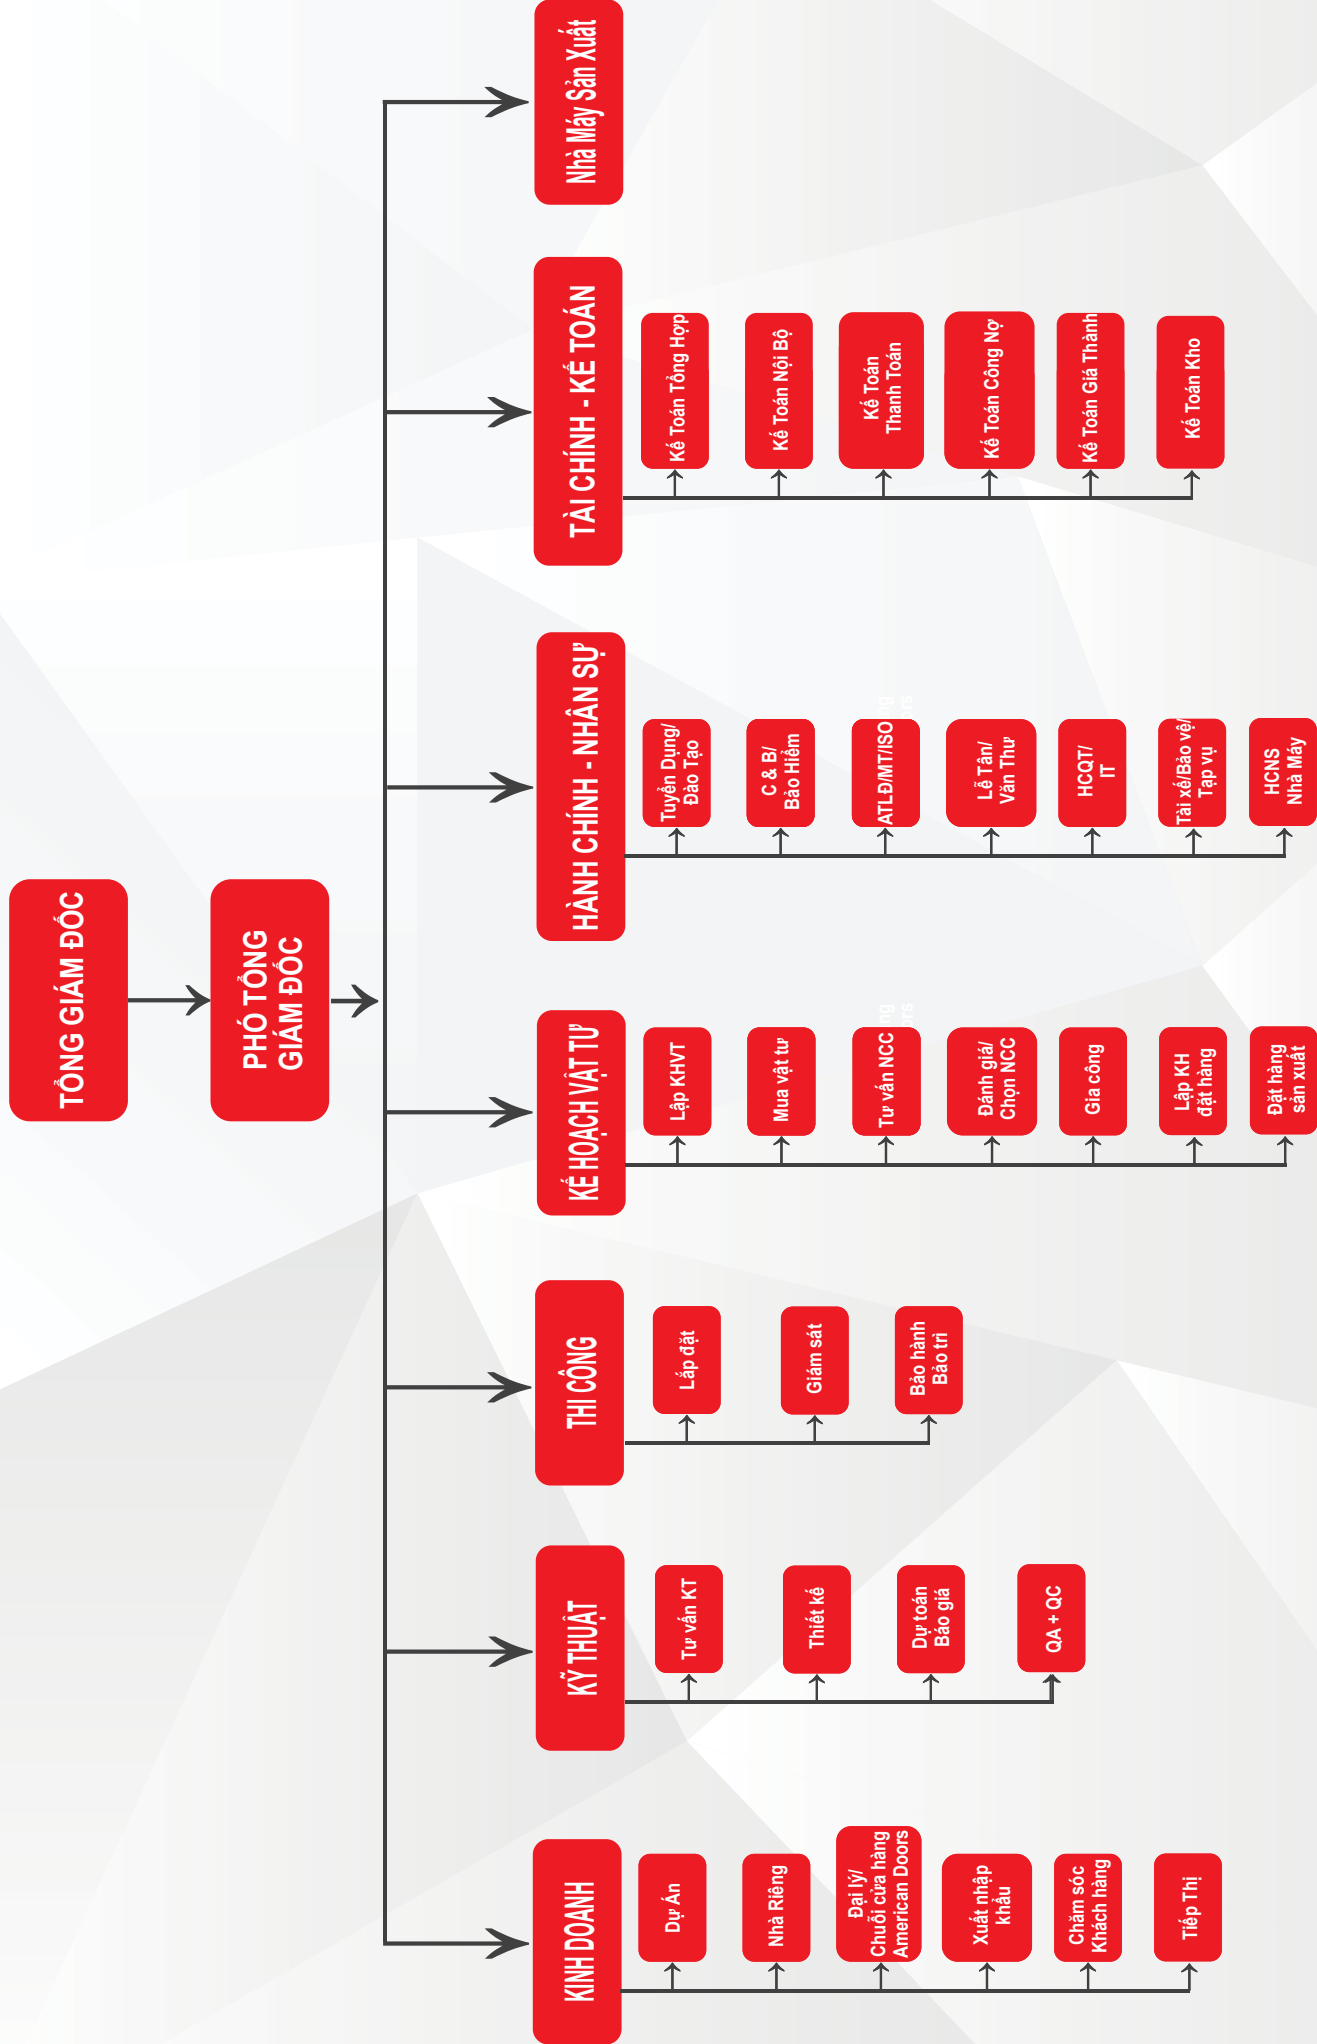 TỔNG GIÁM ĐỐC
PHÓ TỔNG
GIÁM ĐỐC
KINH DOANH
Dự Án
Nhà Riêng
Đại lý/
Chuỗi cửa hàng
American Doors
Xuất nhập
khẩu
Chăm sóc
Khách hàng
Tiếp Thị
KỸ THUẬT
Tư vấn KT
Thiết kế
Dự toán
Báo giá
QA + QC
THI CÔNG
Lắp đặt
Giám sát
Bảo hành
Bảo trì
KẾ HOẠCH VẬT TƯ
Lập KHVT
Mua vật tư
Tư vấn NCC
Đánh giá/
Chọn NCC
Gia công
Lập KH
đặt hàng
Đặt hàng
sản xuất
HÀNH CHÍNH - NHÂN SỰ
Tuyển Dụng/
Đào Tạo
C & B/
Bảo Hiểm
ATLĐ/MT/ISO
Lễ Tân/
Văn Thư
HCQT/
IT
Tài xế/Bảo vệ/
Tạp vụ
HCNS
Nhà Máy
TÀI CHÍNH - KẾ TOÁN
Kế Toán Tổng Hợp
Kế Toán Nội Bộ
Kế Toán
Thanh Toán
Kế Toán Công Nợ
Kế Toán Giá Thành
Kế Toán Kho
Nhà Máy Sản Xuất